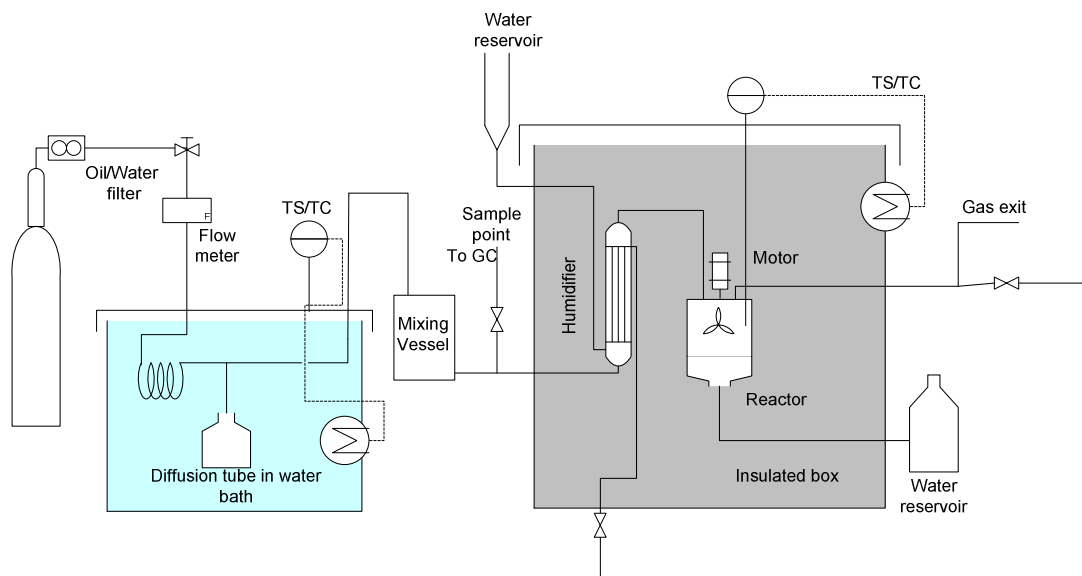 Water
reservoir
TS/TC
Oil/Water
filter
F
Flow
meter
TS/TC
Sample
point
To GC
Gas exit
Motor
Humidifier
Mixing
Vessel
Reactor
Diffusion tube in water
bath
Insulated box
Water
reservoir